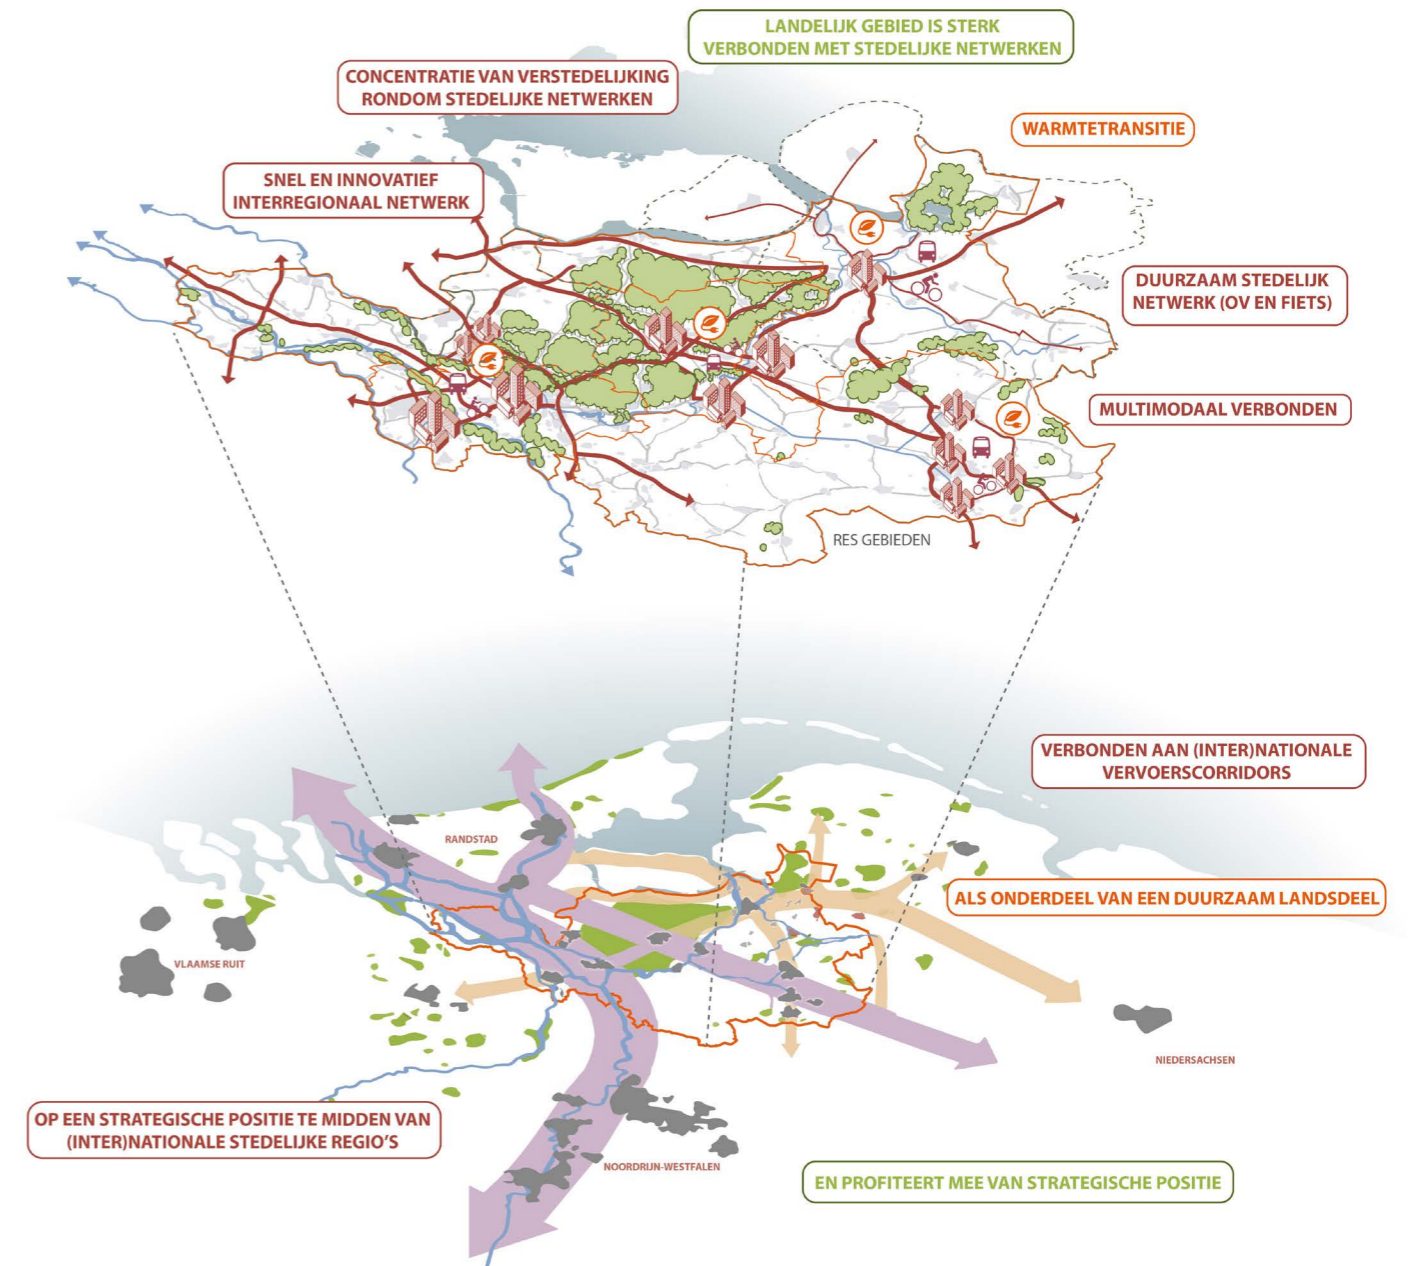 LANDELIJK GEBIED IS STERK
VERBONDEN MET STEDELIJKE NETWERKEN
CONCENTRATIE VAN VERSTEDELIJKING
RONDOM STEDELIJKE NETWERKEN
WARMTETRANSITIE
SNEL EN INNOVATIEF
INTERREGIONAAL NETWERK
DUURZAAM STEDELIJK
NETWERK (OV EN FIETS)
MULTIMODAAL VERBONDEN
RES GEBIEDEN
VERBONDEN AAN (INTER)NATIONALE
VERVOERSCORRIDORS
RANDSTAD
ALS ONDERDEEL VAN EEN DUURZAAM LANDSDEEL
VLAAMSE RUIT
NIEDERSACHSEN
OP EEN STRATEGISCHE POSITIE TE MIDDEN VAN
(INTER)NATIONALE STEDELIJKE REGIO'S
NOORDRIJN-WESTFALEN
EN PROFITEERT MEE VAN STRATEGISCHE POSITIE